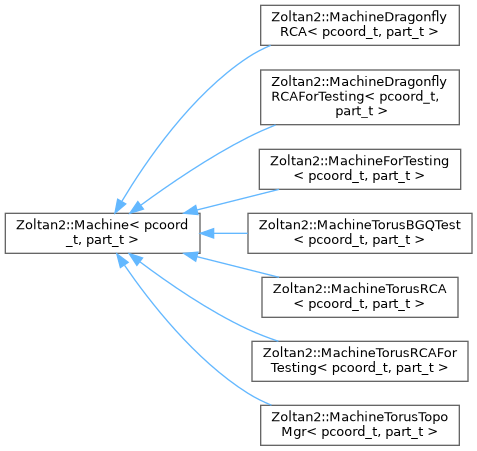 Zoltan2::MachineDragonfly
RCA< pcoord_t, part_t >
Zoltan2::MachineDragonfly
RCAForTesting< pcoord_t,
part_t >
Zoltan2::MachineForTesting
< pcoord_t, part_t >
Zoltan2::Machine< pcoord
_t, part_t >
Zoltan2::MachineTorusBGQTest
< pcoord_t, part_t >
Zoltan2::MachineTorusRCA
< pcoord_t, part_t >
Zoltan2::MachineTorusRCAFor
Testing< pcoord_t, part_t >
Zoltan2::MachineTorusTopo
Mgr< pcoord_t, part_t >